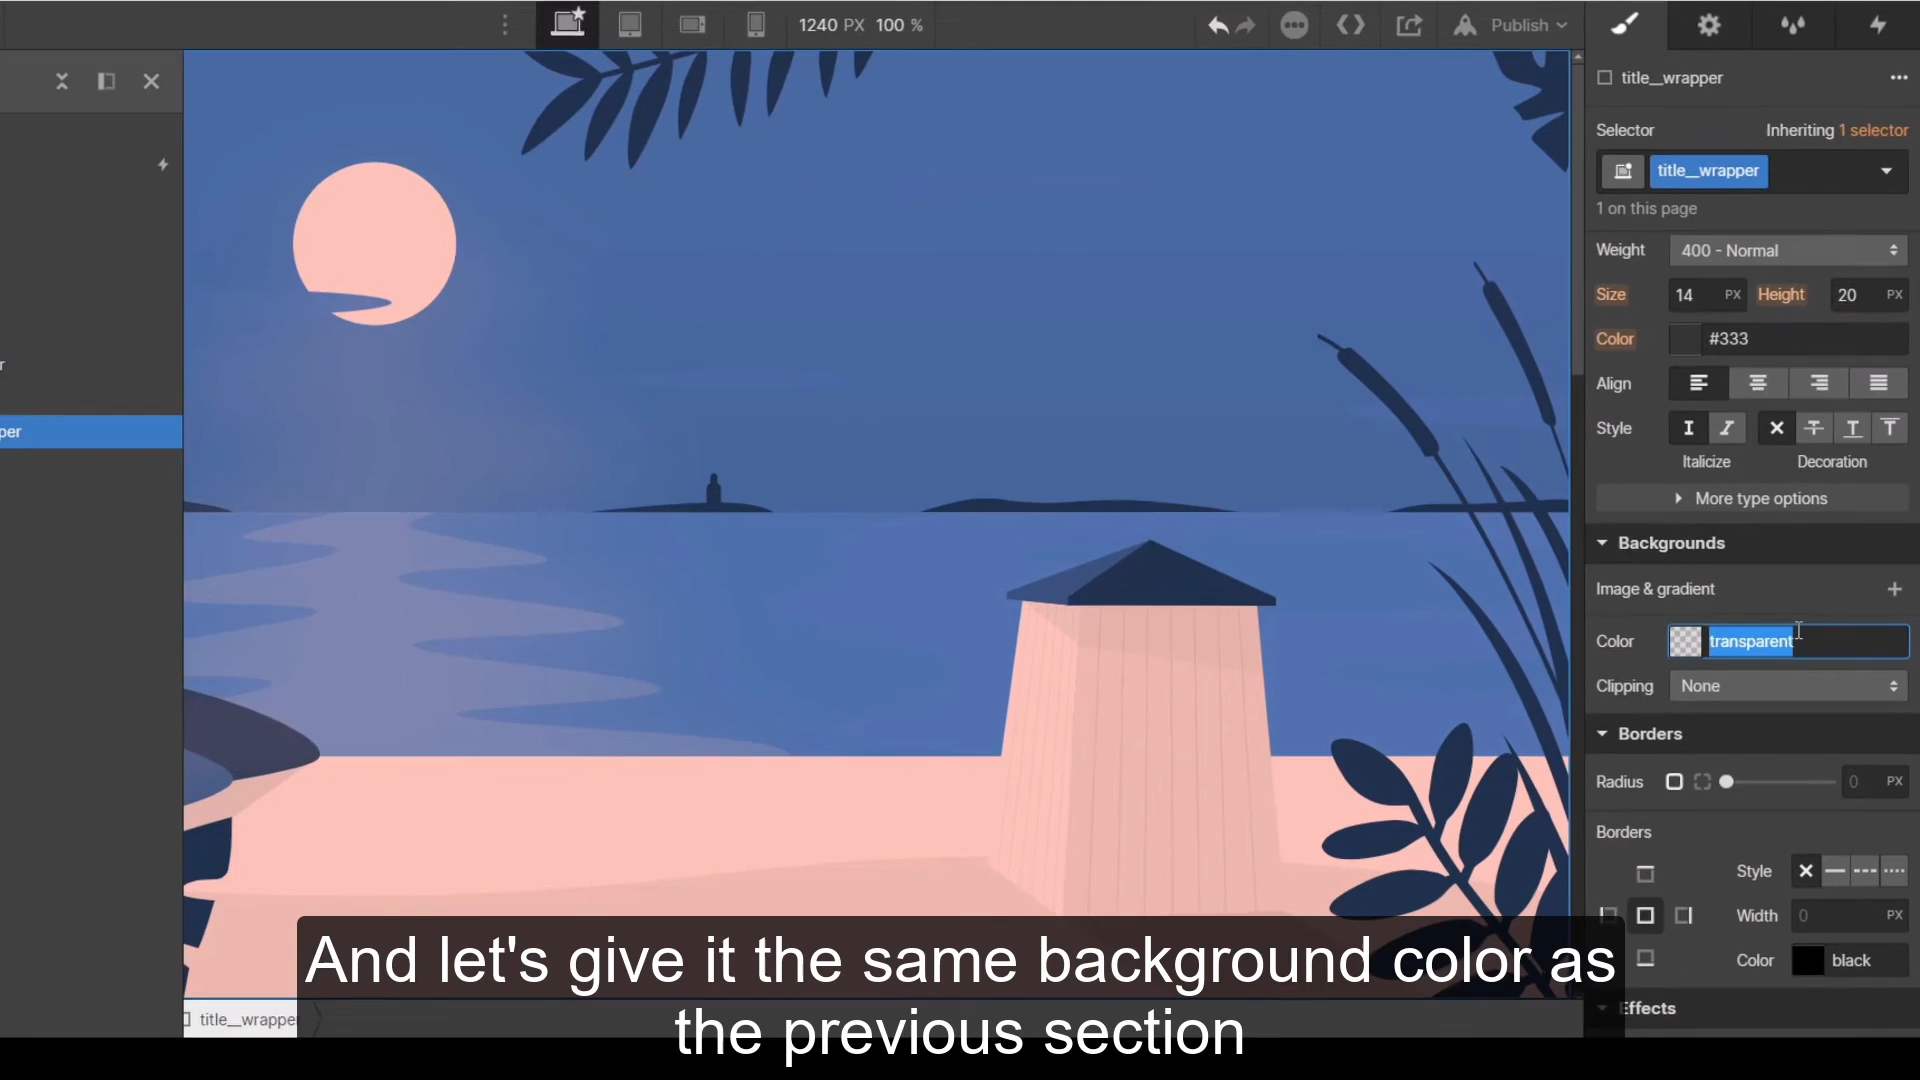 1240 PX 100 %
Publish
title__wrapper
Selector
Inheriting 1 selector
title__wrapper
1 on this page
Weight
400 - Normal
Size
14 PX
Height
20 PX
Color
#333
Align
Style
Italicize
Decoration
More type options
Backgrounds
Image & gradient
Color
transparent
Clipping
None
Borders
Radius
0 PX
Borders
Style
Width
0 PX
Color
black
Effects
r
per
title__wrapper
And let's give it the same background color as
the previous section